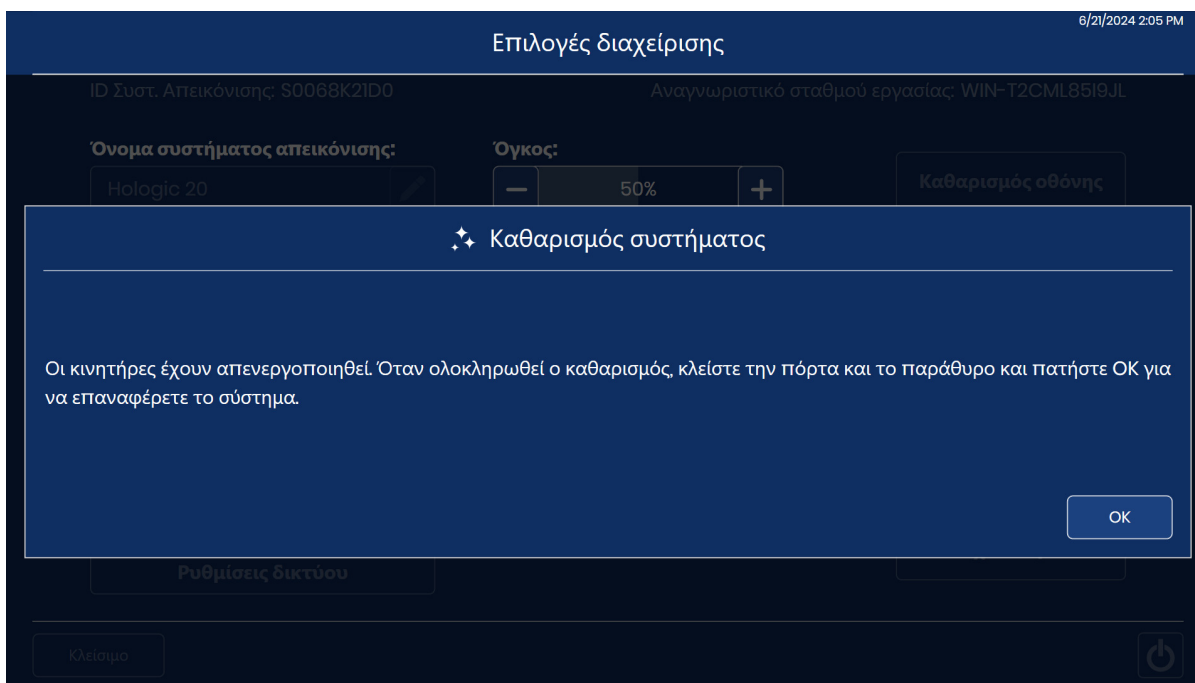 6/21/2024 2:05 PM
Επιλογές διαχείρισης
ID Συστ. Απεικόνισης: S0068K21D0
Αναγνωριστικό σταθμού εργασίας: WIN-T2CML85I9JL
Όνομα συστήματος απεικόνισης:
Όγκος:
Hologic 20
50%
Καθαρισμός οθόνης
Καθαρισμός συστήματος
Οι κινητήρες έχουν απενεργοποιηθεί. Όταν ολοκληρωθεί ο καθαρισμός, κλείστε την πόρτα και το παράθυρο και πατήστε OK για
να επαναφέρετε το σύστημα.
OK
Ρυθμίσεις δικτύου
Κλείσιμο